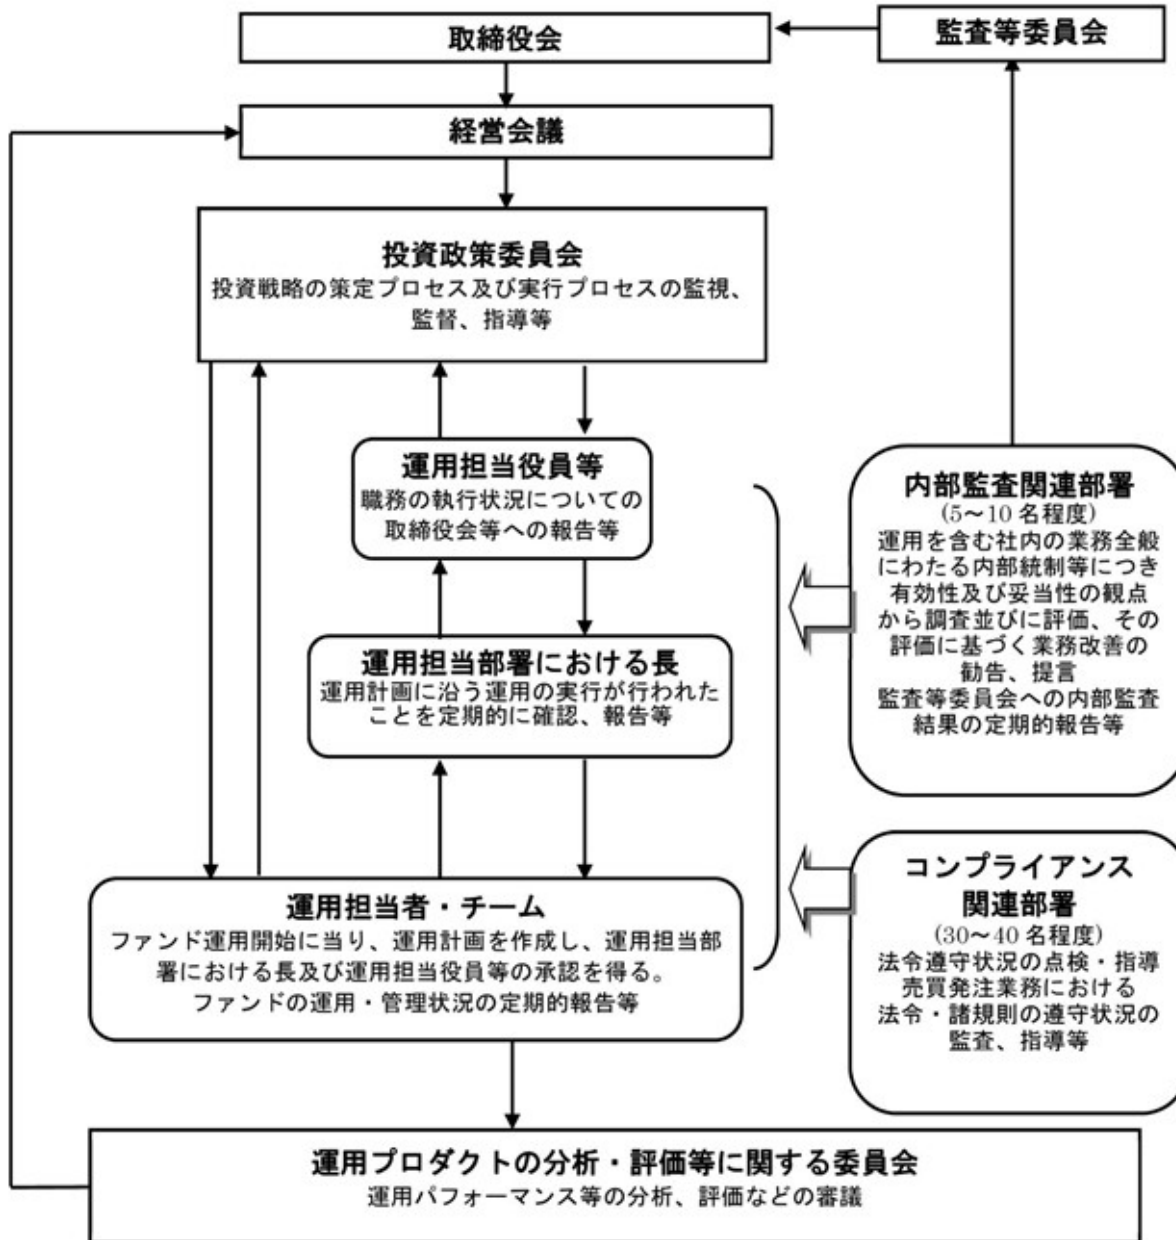 取締役会
監査等委員会
経営会議
投資政策委員会
投資戦略の策定プロセス及び実行プロセスの監視、
監督、指導等
運用担当役員等
職務の執行状況についての
取締役会等への報告等
運用担当部署における長
運用計画に沿う運用の実行が行われた
ことを定期的に確認、報告等
運用担当者・チーム
ファンド運用開始に当り、運用計画を作成し、運用担当部
署における長及び運用担当役員等の承認を得る。
ファンドの運用・管理状況の定期的報告等
内部監査関連部署
(5～10 名程度)
運用を含む社内の業務全般
にわたる内部統制等につき
有効性及び妥当性の観点
から調査並びに評価、その
評価に基づく業務改善の
勧告、提言
監査等委員会への内部監査
結果の定期的報告等
コンプライアンス
関連部署
(30～40 名程度)
法令遵守状況の点検・指導
売買発注業務における
法令・諸規則の遵守状況の
監査、指導等
運用プロダクトの分析・評価等に関する委員会
運用パフォーマンス等の分析、評価などの審議